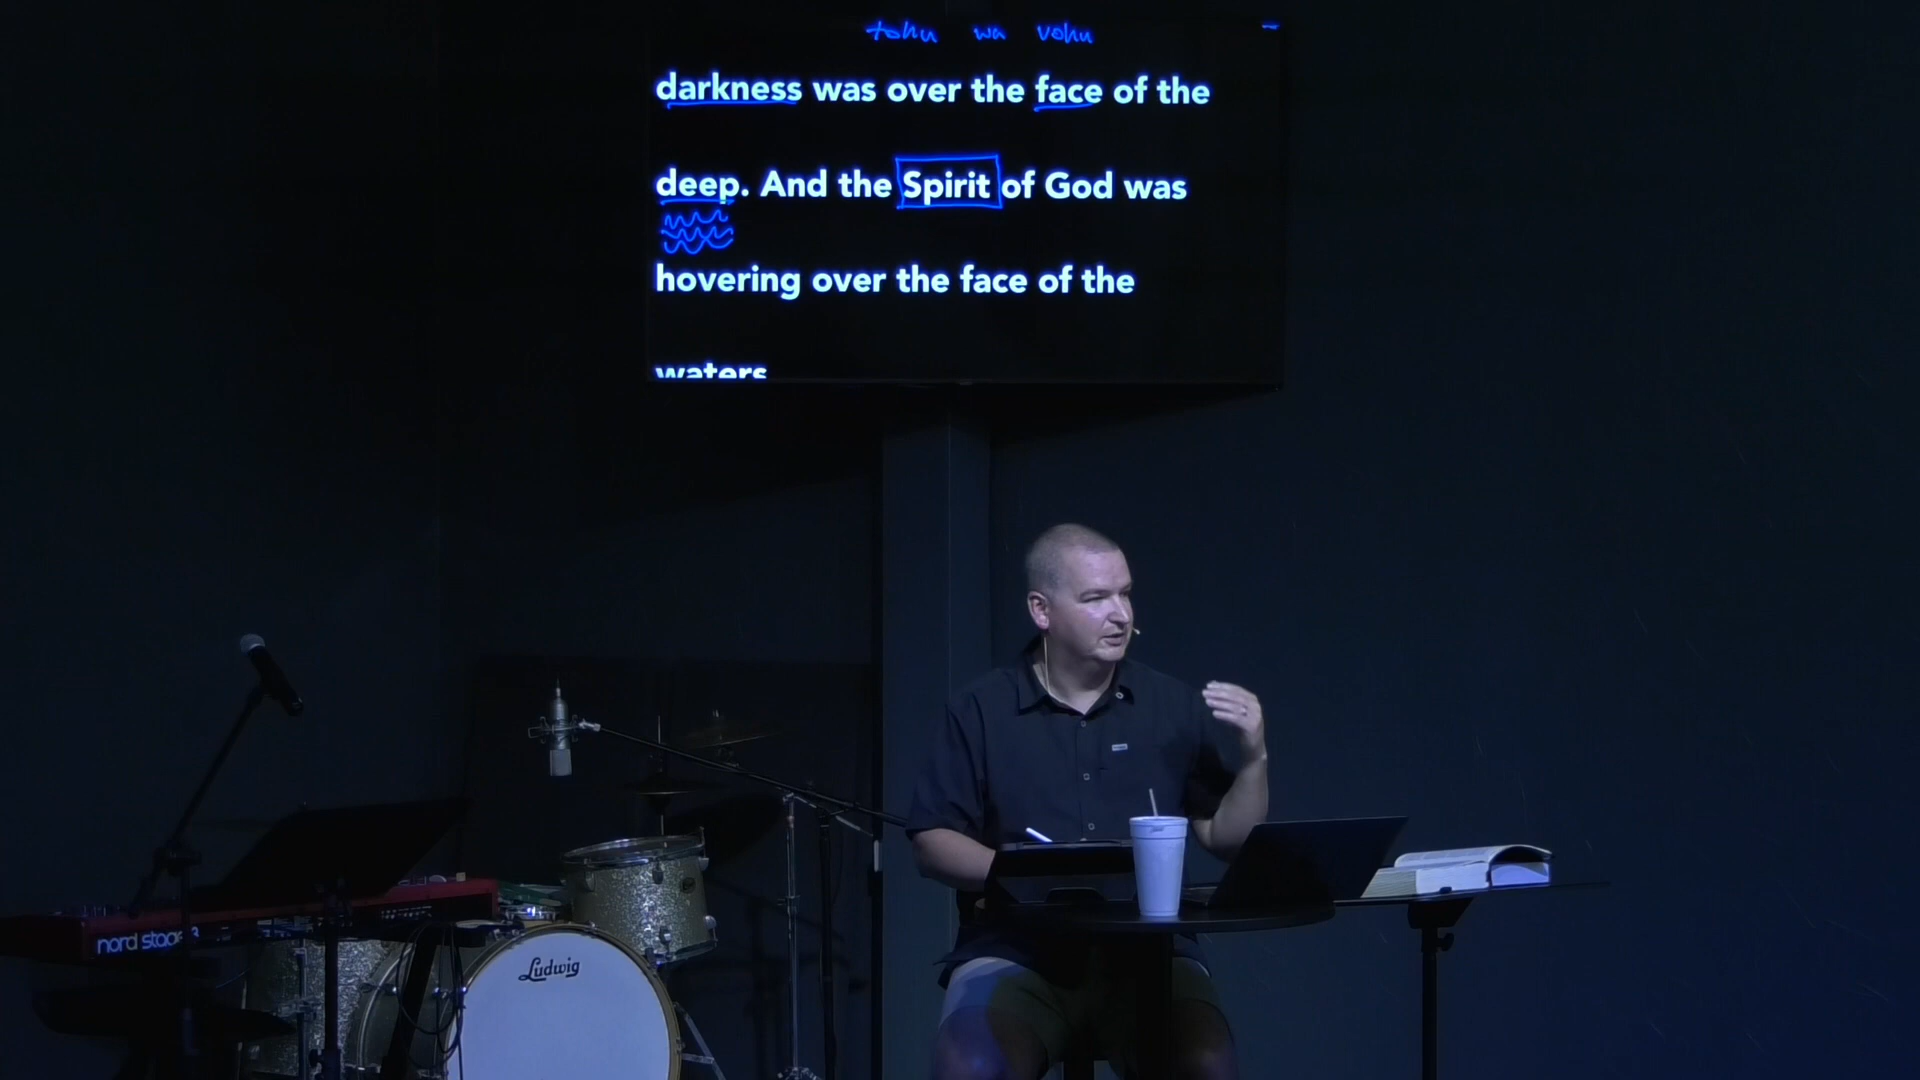 tohu wa vohu
darkness was over the face of the
deep. And the Spirit of God was
hovering over the face of the
waters
nord stage 3
Ludwig